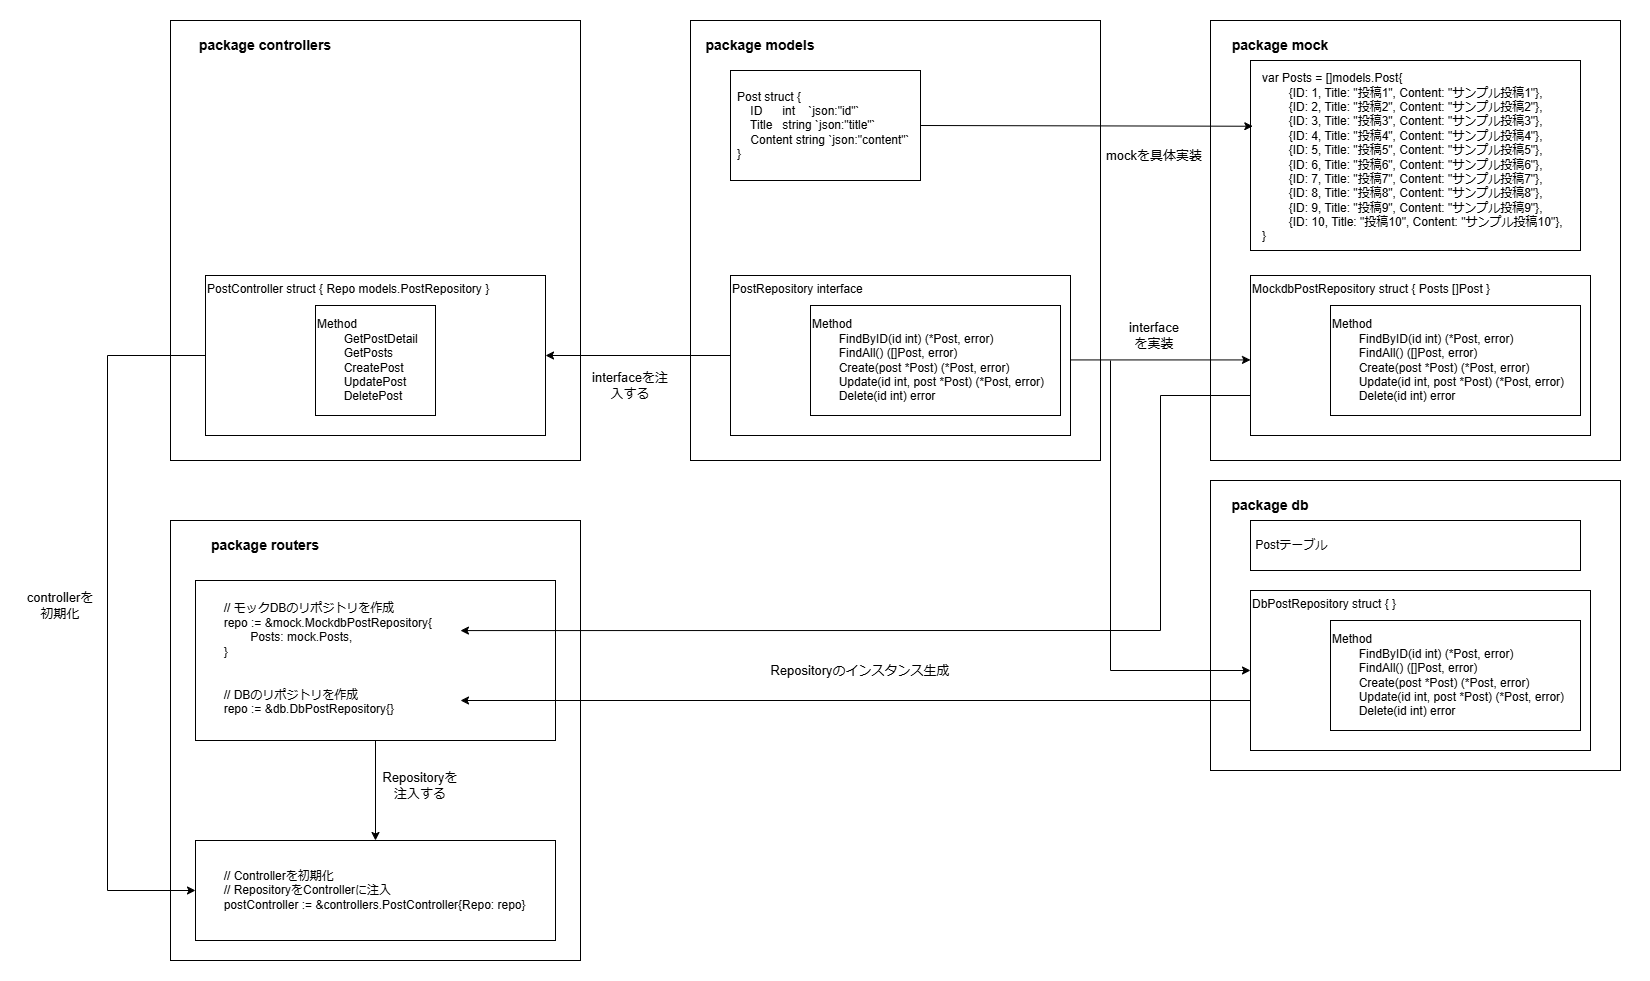 package controllers
PostController struct { Repo models.PostRepository }
Method
GetPostDetail
GetPosts
CreatePost
UpdatePost
DeletePost
package models
Post struct {
ID int `json:"id"`
Title string `json:"title"`
Content string `json:"content"`
}
PostRepository interface
Method
FindByID(id int) (*Post, error)
FindAll() ([]Post, error)
Create(post *Post) (*Post, error)
Update(id int, post *Post) (*Post, error)
Delete(id int) error
interfaceを注
入する
mockを具体実装
interface
を実装
package mock
var Posts = []models.Post{
{ID: 1, Title: "投稿1", Content: "サンプル投稿1"},
{ID: 2, Title: "投稿2", Content: "サンプル投稿2"},
{ID: 3, Title: "投稿3", Content: "サンプル投稿3"},
{ID: 4, Title: "投稿4", Content: "サンプル投稿4"},
{ID: 5, Title: "投稿5", Content: "サンプル投稿5"},
{ID: 6, Title: "投稿6", Content: "サンプル投稿6"},
{ID: 7, Title: "投稿7", Content: "サンプル投稿7"},
{ID: 8, Title: "投稿8", Content: "サンプル投稿8"},
{ID: 9, Title: "投稿9", Content: "サンプル投稿9"},
{ID: 10, Title: "投稿10", Content: "サンプル投稿10"},
}
MockdbPostRepository struct { Posts []Post }
Method
FindByID(id int) (*Post, error)
FindAll() ([]Post, error)
Create(post *Post) (*Post, error)
Update(id int, post *Post) (*Post, error)
Delete(id int) error
package db
Postテーブル
DbPostRepository struct { }
Method
FindByID(id int) (*Post, error)
FindAll() ([]Post, error)
Create(post *Post) (*Post, error)
Update(id int, post *Post) (*Post, error)
Delete(id int) error
Repositoryのインスタンス生成
controllerを
初期化
package routers
// モックDBのリポジトリを作成
repo := &mock.MockdbPostRepository{
Posts: mock.Posts,
}
// DBのリポジトリを作成
repo := &db.DbPostRepository{}
Repositoryを
注入する
// Controllerを初期化
// RepositoryをControllerに注入
postController := &controllers.PostController{Repo: repo}